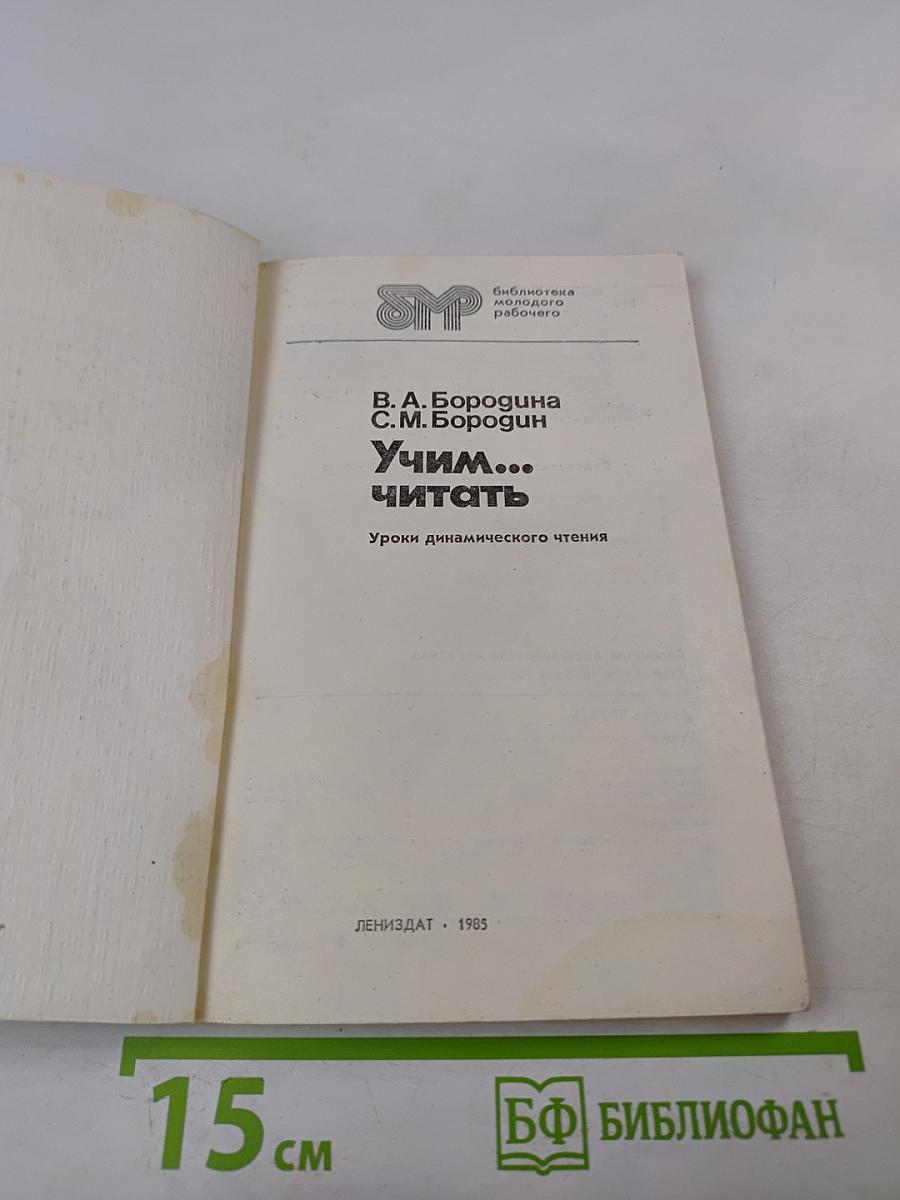 бмр
библиотека
молодого
рабочего
В. А. Бородина
С. М. Бородин
Учим...
читать
Уроки динамического чтения
ЛЕНИЗДАТ • 1985
15 см
БФ БИБЛИОФАН